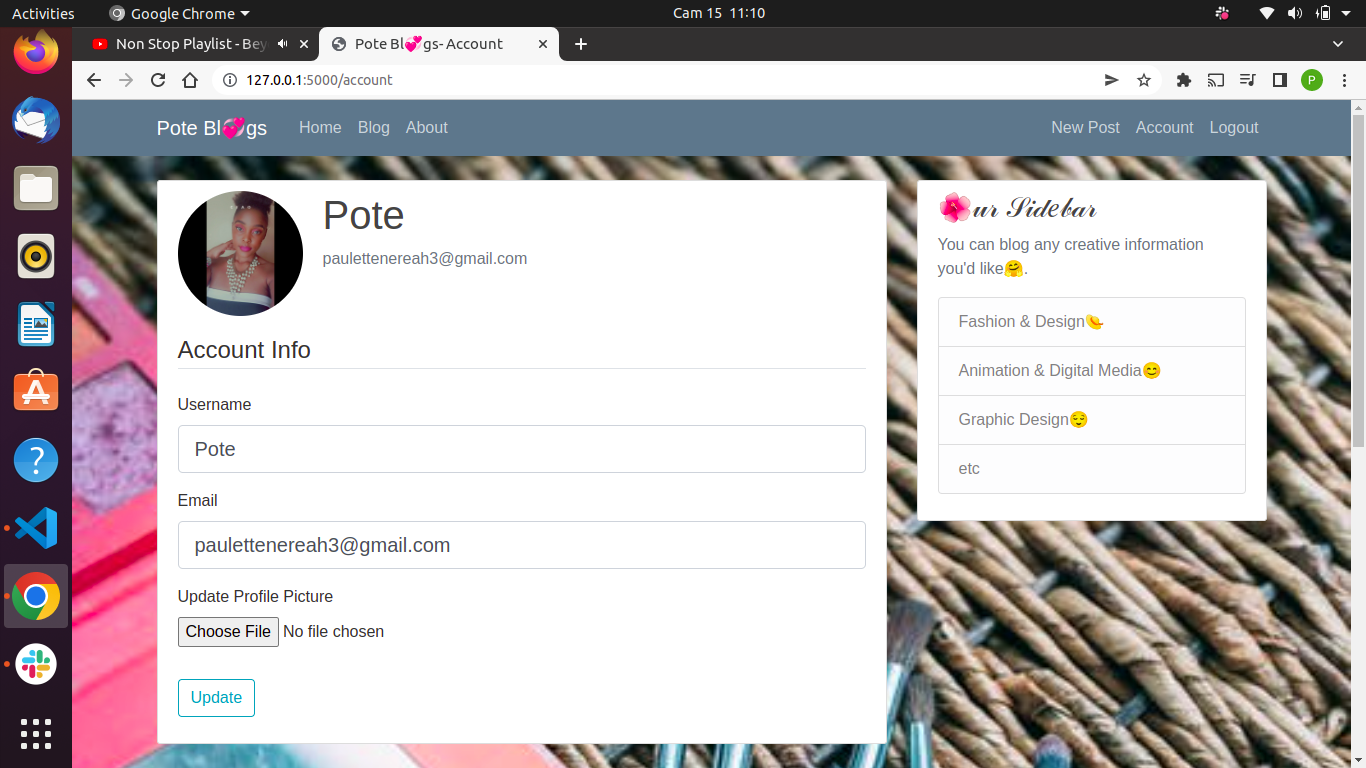 Activities
Google Chrome
Cam 15 11:10
Non Stop Playlist - Bey
Pote Bl💞gs- Account
127.0.0.1:5000/account
P
Pote Bl💞gs
Home
Blog
About
New Post
Account
Logout
Pote
paulettenereah3@gmail.com
Account Info
Username
Pote
Email
paulettenereah3@gmail.com
Update Profile Picture
Choose File No file chosen
Update
🌺𝓊𝓇 𝒮𝒾𝒹𝑒𝒷𝒶𝓇
You can blog any creative information
you'd like🤗.
Fashion & Design👒
Animation & Digital Media😊
Graphic Design😌
etc